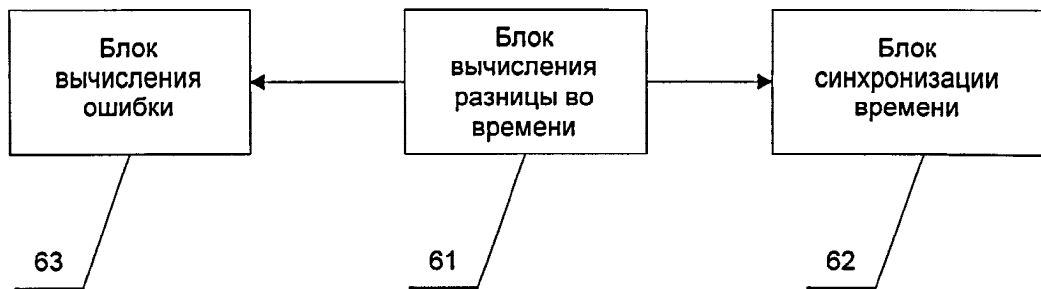 Блок
вычисления
ошибки
Блок
вычисления
разницы во
времени
Блок
синхронизации
времени
63
61
62